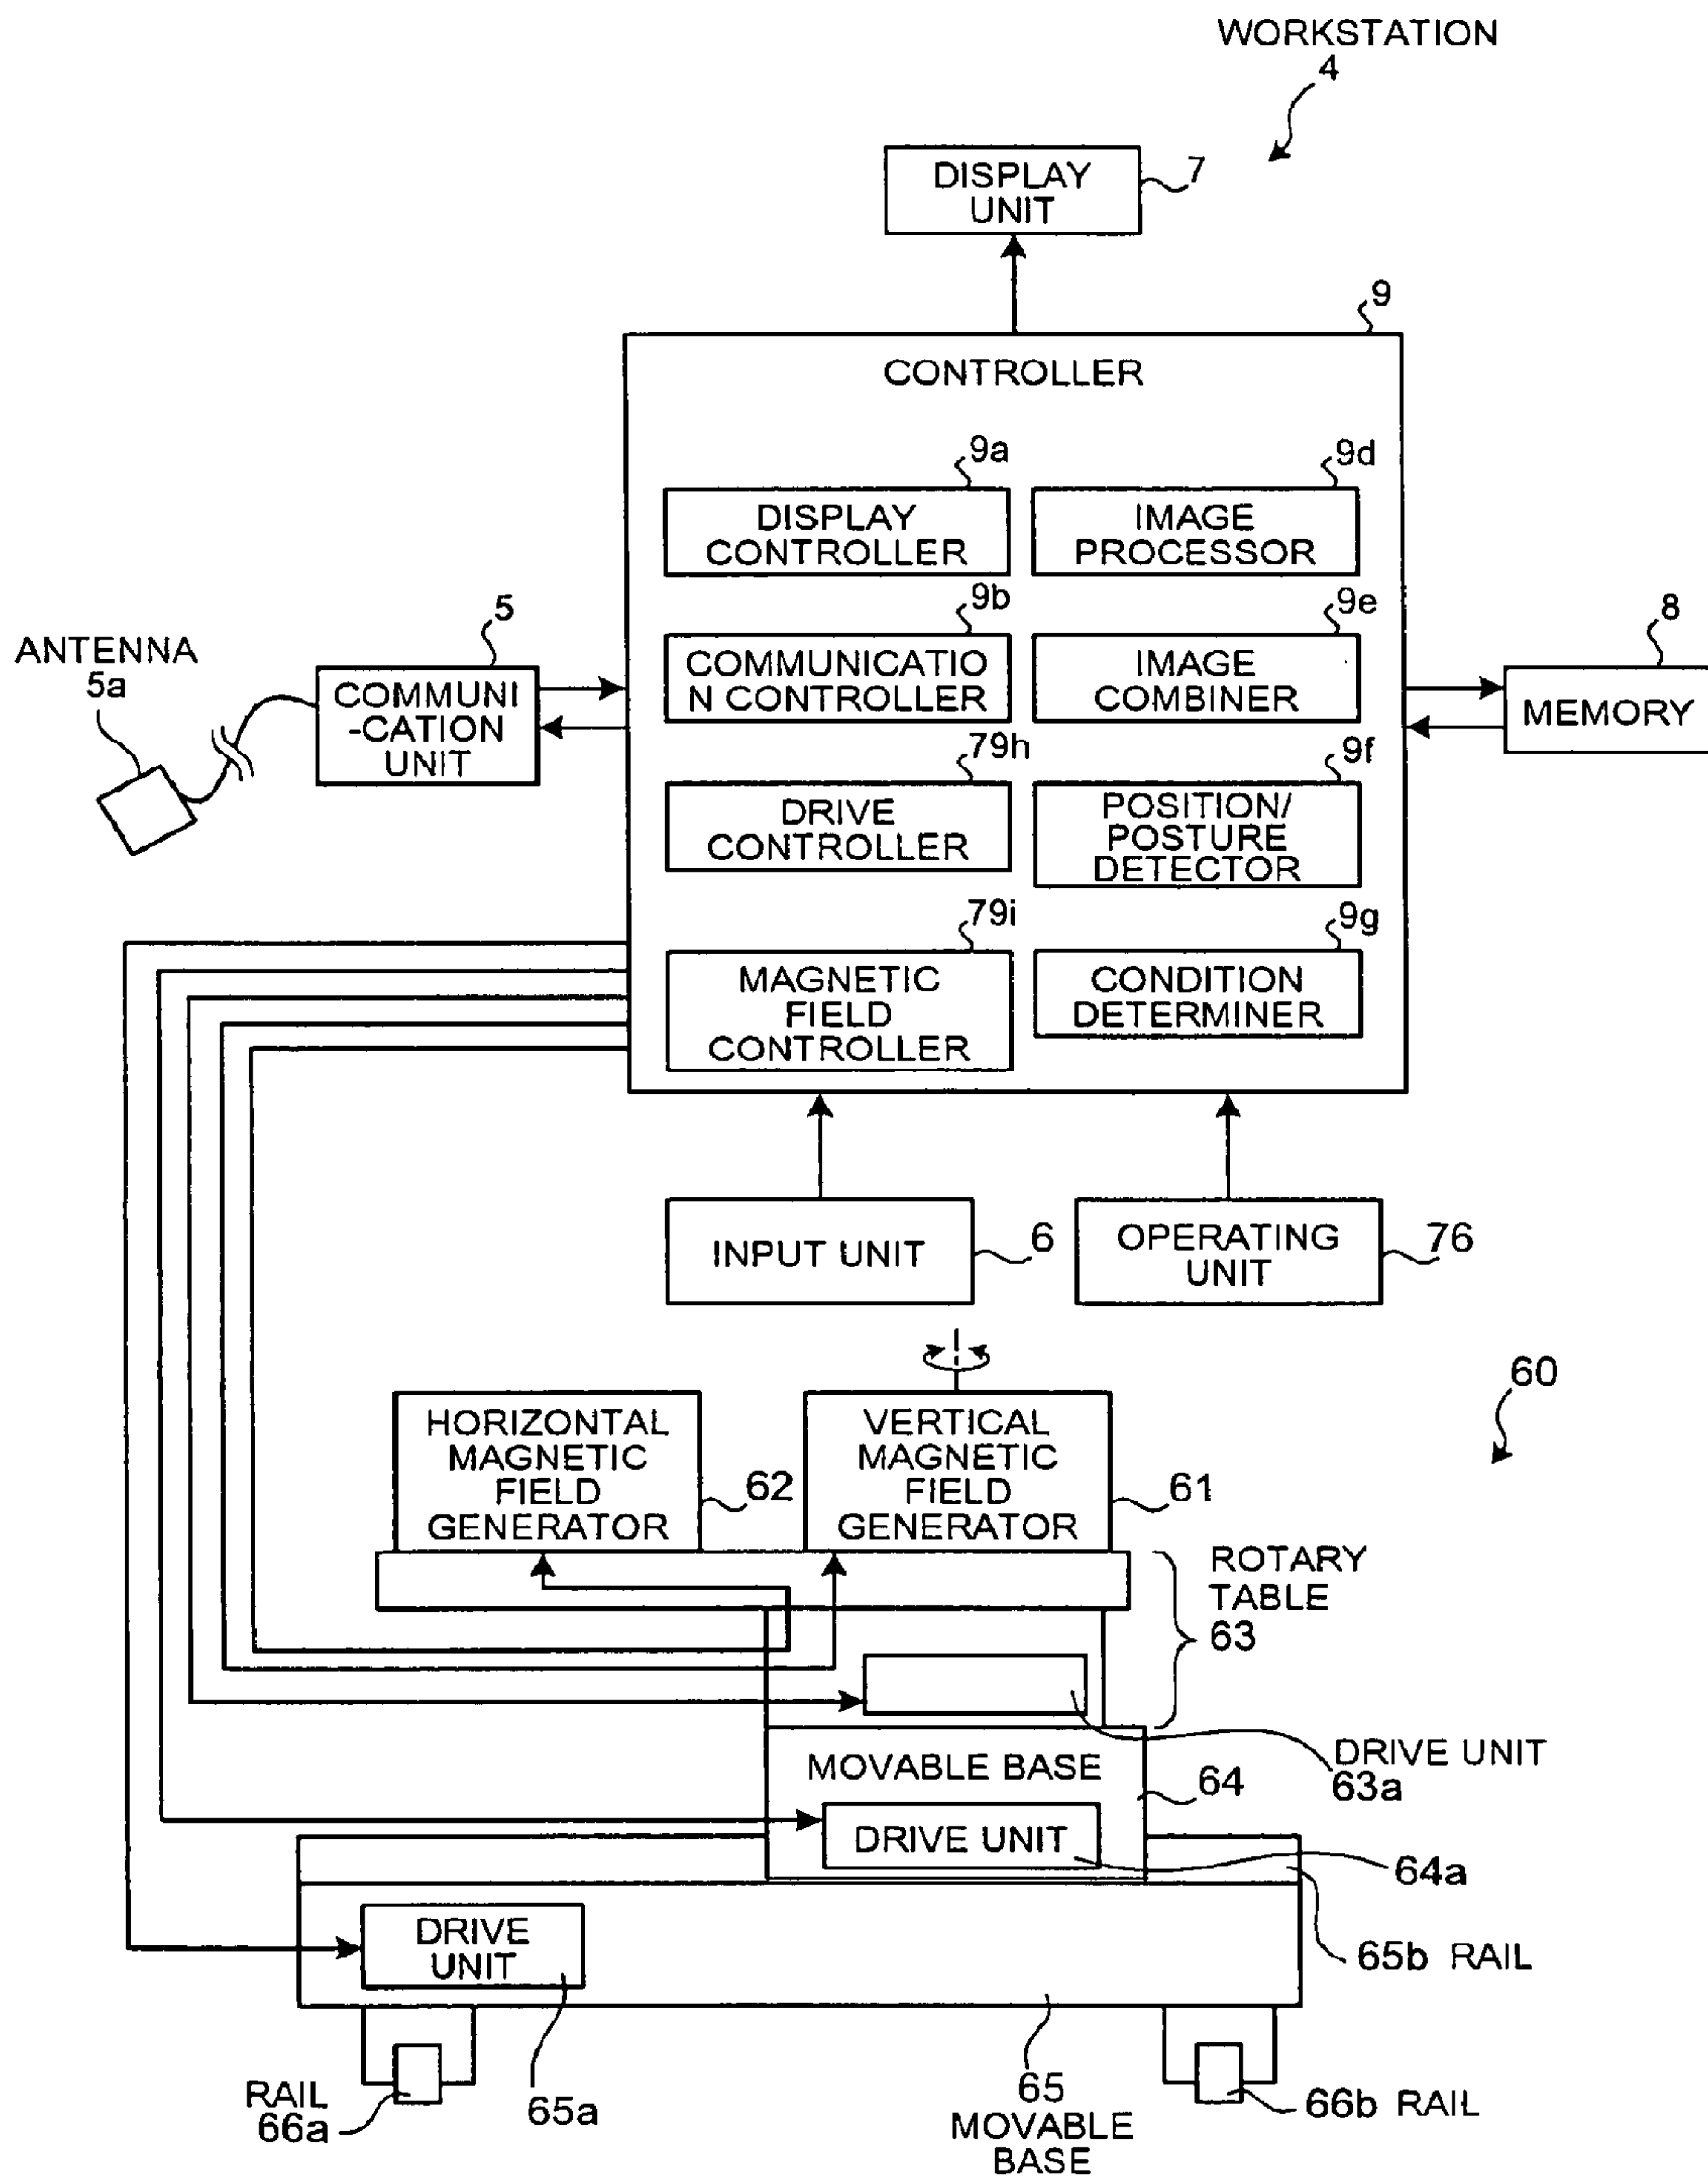 WORKSTATION
4
DISPLAY
UNIT
7
9
CONTROLLER
9a
DISPLAY
CONTROLLER
9d
IMAGE
PROCESSOR
9b
COMMUNICATIO
N CONTROLLER
9e
IMAGE
COMBINER
79h
DRIVE
CONTROLLER
9f
POSITION/
POSTURE
DETECTOR
79i
MAGNETIC
FIELD
CONTROLLER
9g
CONDITION
DETERMINER
ANTENNA
5a
5
COMMUNI
-CATION
UNIT
8
MEMORY
INPUT UNIT
6
OPERATING
UNIT
76
60
HORIZONTAL
MAGNETIC
FIELD
GENERATOR
62
VERTICAL
MAGNETIC
FIELD
GENERATOR
61
ROTARY
TABLE
63
DRIVE UNIT
63a
MOVABLE BASE
64
DRIVE UNIT
64a
DRIVE
UNIT
65b RAIL
RAIL
66a
65a
65
MOVABLE
BASE
66b RAIL